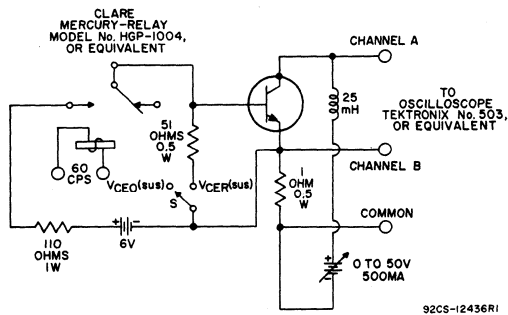 CLARE
MERCURY-RELAY
MODEL No. HGP-1004,
OR EQUIVALENT
CHANNEL A
51
OHMS
0.5
W
25
mH
TO
OSCILLOSCOPE
TEKTRONIX No. 503,
OR EQUIVALENT
60
CPS
VCEO(sus)
VCER(sus)
S
CHANNEL B
1
OHM
0.5
W
COMMON
110
OHMS
1W
+ -
6V
+
-
0 TO 50V
500MA
92CS-12436R1